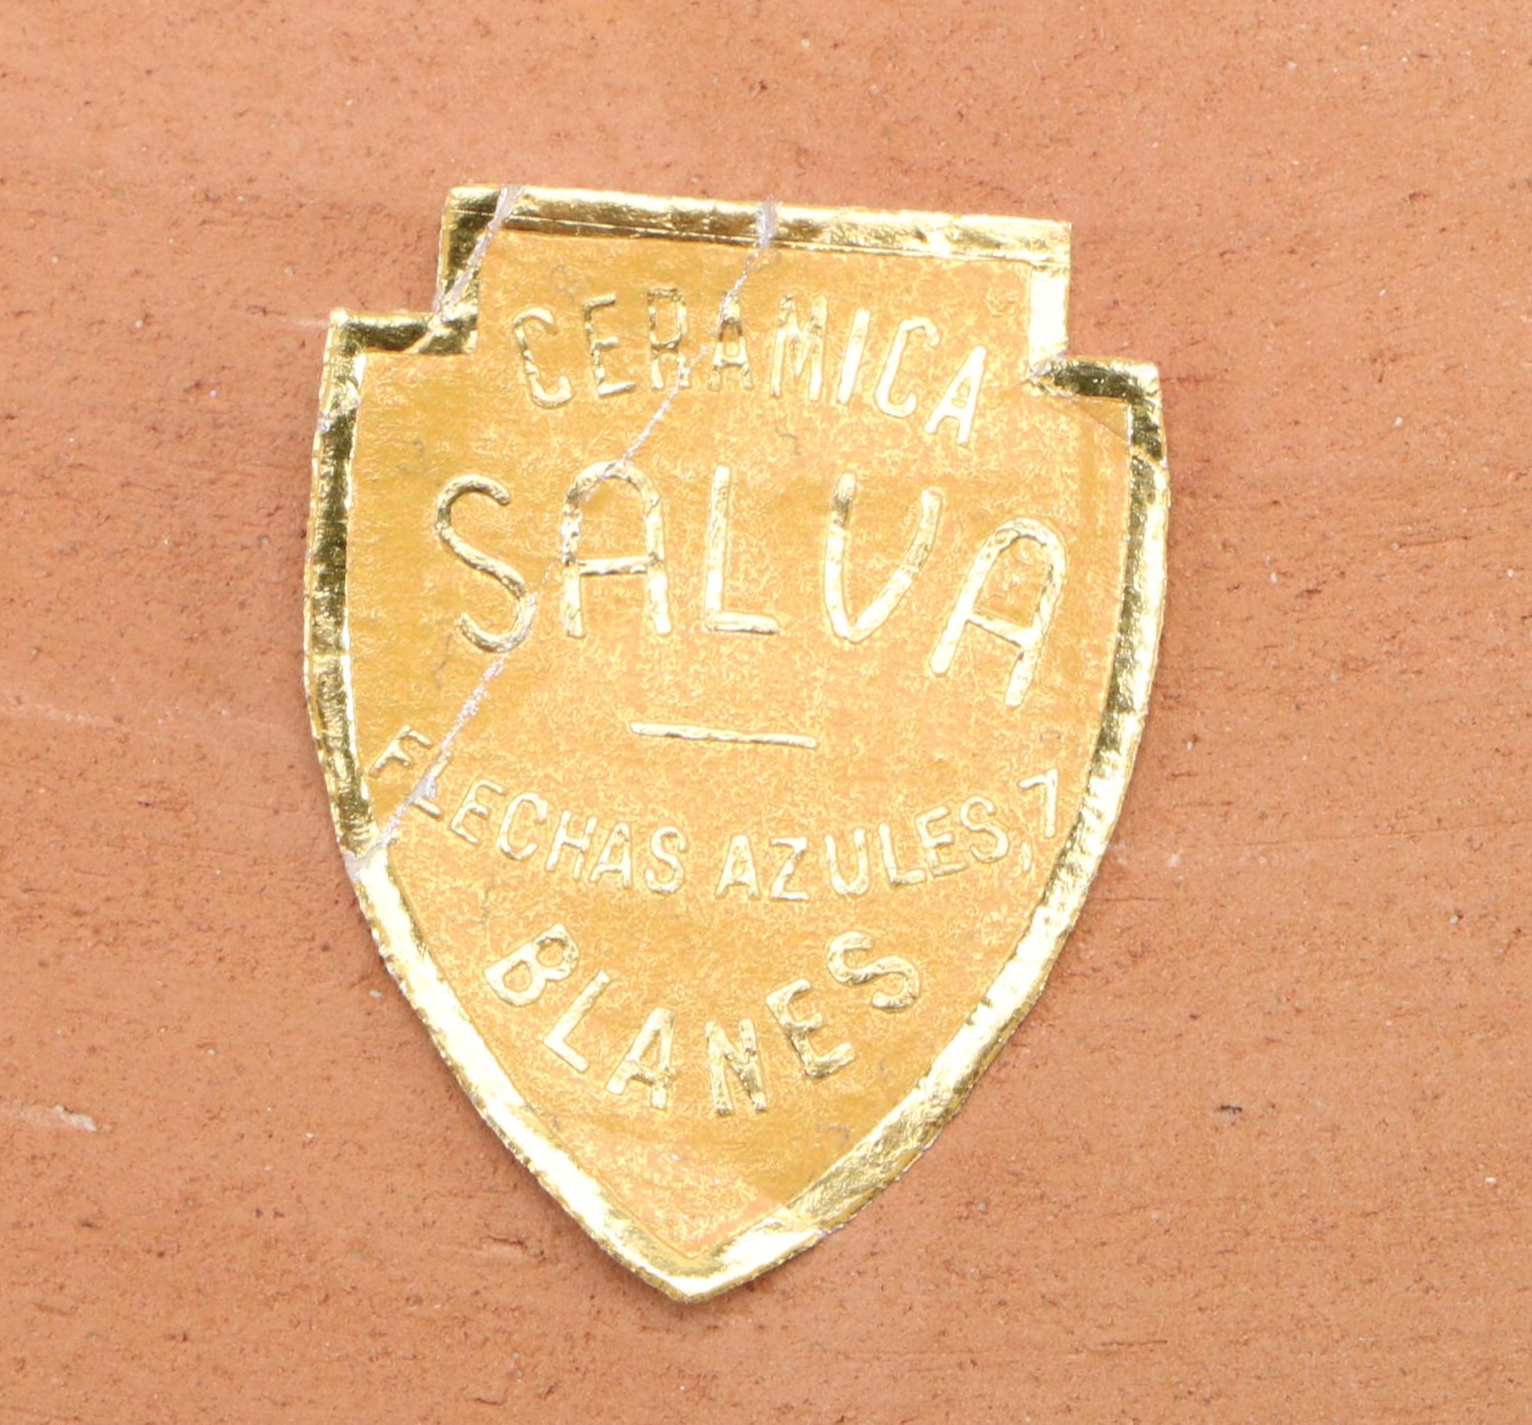 CERAMICA
SALVA
FLECHAS AZULES, 7
BLANES